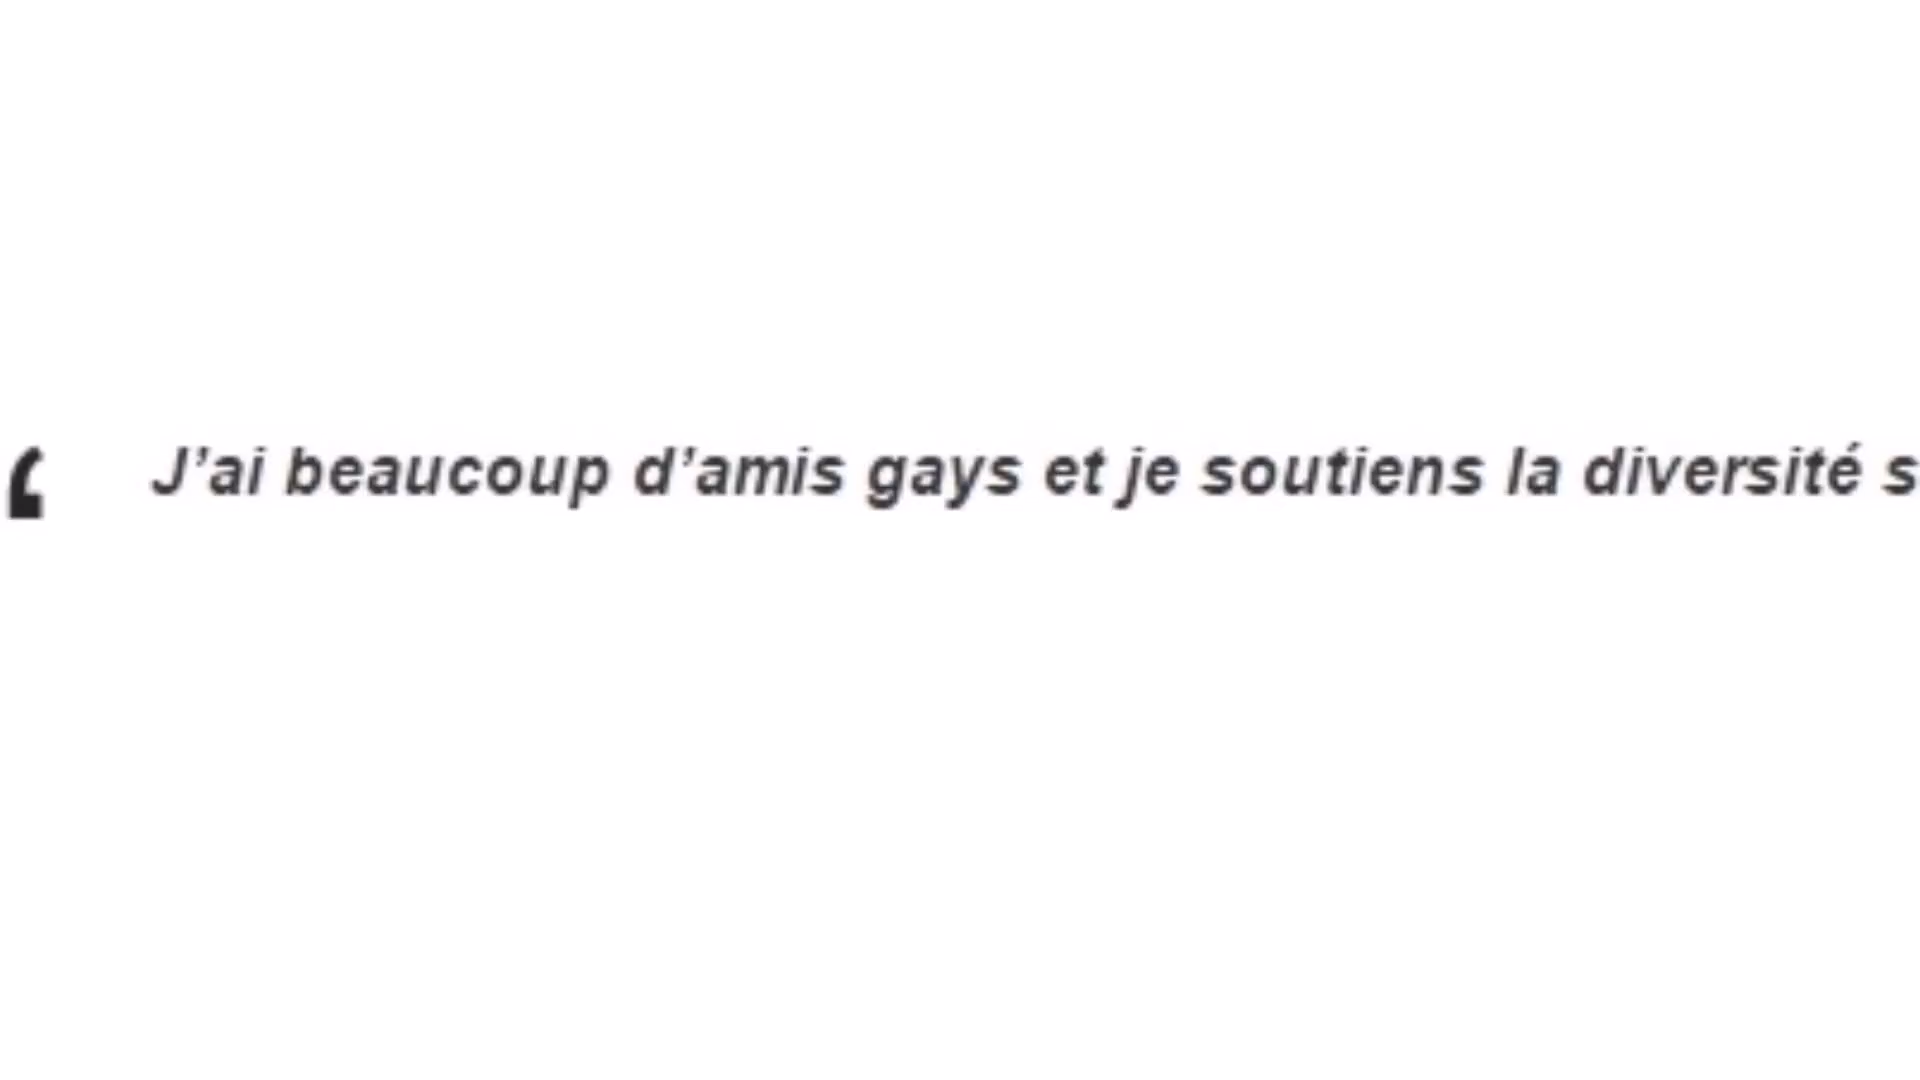 ‘ J’ai beaucoup d’amis gays et je soutiens la diversité s